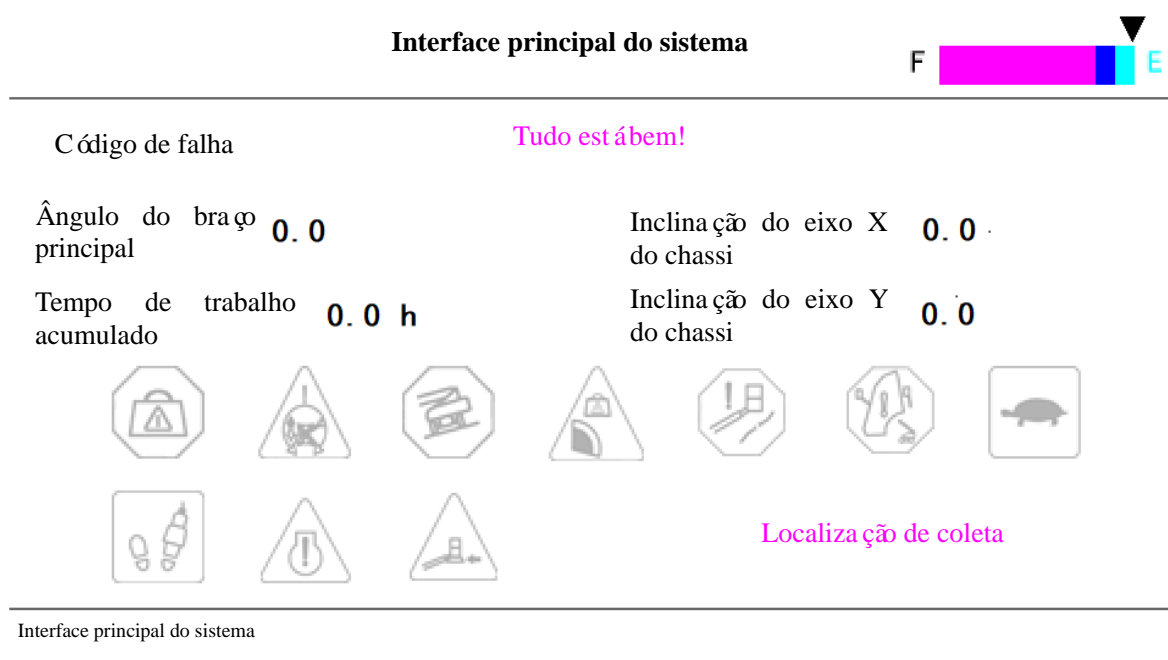 Interface principal do sistema
F E
Código de falha
Tudo está bem!
Ângulo do braço
principal
0.0
Inclinação do eixo X
do chassi
0.0
Tempo de trabalho
acumulado
0.0 h
Inclinação do eixo Y
do chassi
0.0
Localização de coleta
Interface principal do sistema